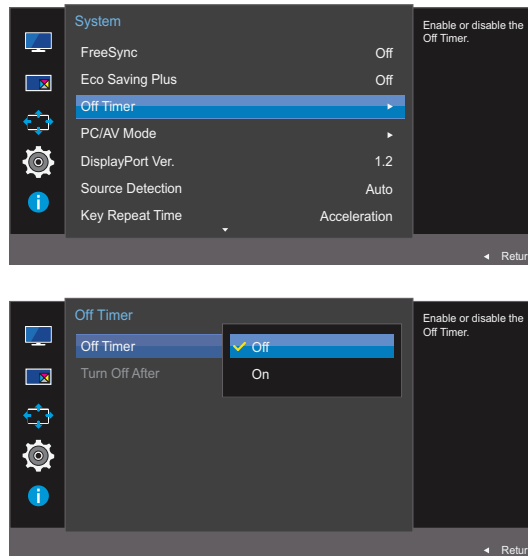 System
Enable or disable the
Off Timer.
FreeSync Off
Eco Saving Plus Off
Off Timer
PC/AV Mode
DisplayPort Ver. 1.2
Source Detection Auto
Key Repeat Time Acceleration
Retur
Off Timer
Enable or disable the
Off Timer.
Off Timer Off
Turn Off After On
Retur